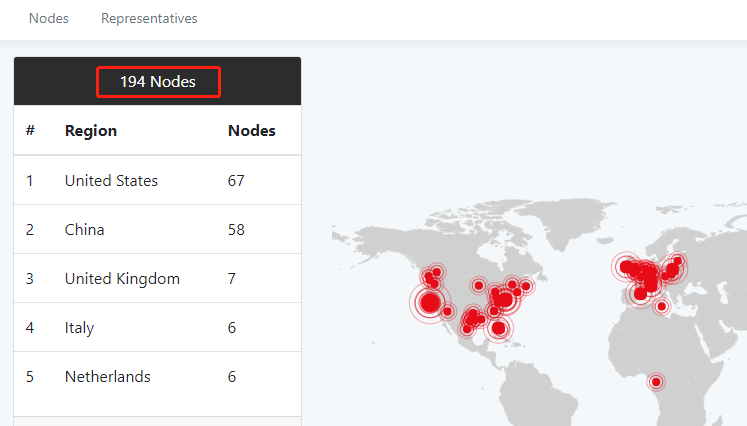 Nodes Representatives
194 Nodes
# Region Nodes
1 United States 67
2 China 58
3 United Kingdom 7
4 Italy 6
5 Netherlands 6